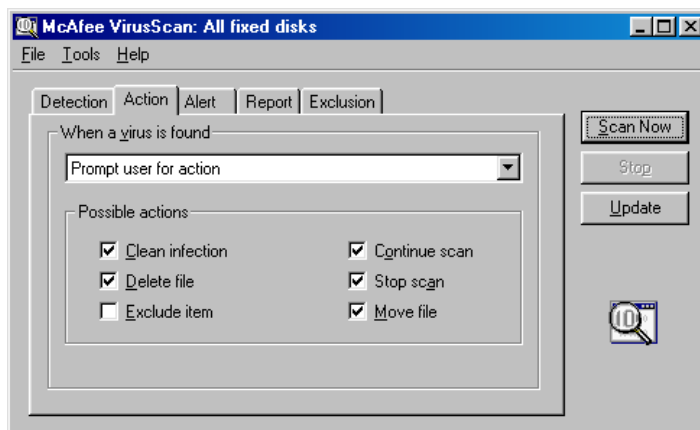 McAfee VirusScan: All fixed disks
File Tools Help
Detection Action Alert Report Exclusion
When a virus is found
Prompt user for action
Possible actions
Clean infection Continue scan
Delete file Stop scan
Exclude item Move file
Scan Now
Stop
Update